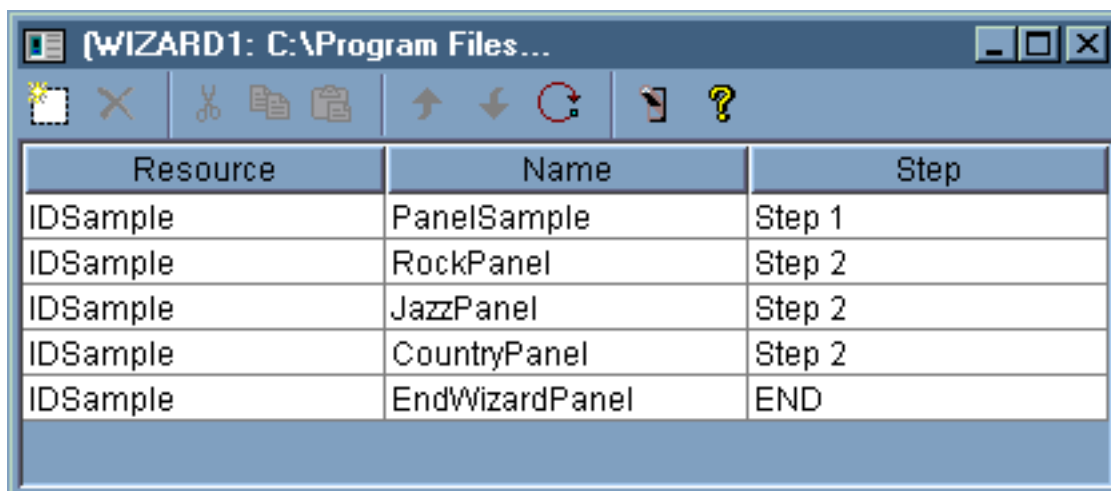 (WIZARD1: C:\Program Files...
Resource Name Step
IDSample PanelSample Step 1
IDSample RockPanel Step 2
IDSample JazzPanel Step 2
IDSample CountryPanel Step 2
IDSample EndWizardPanel END